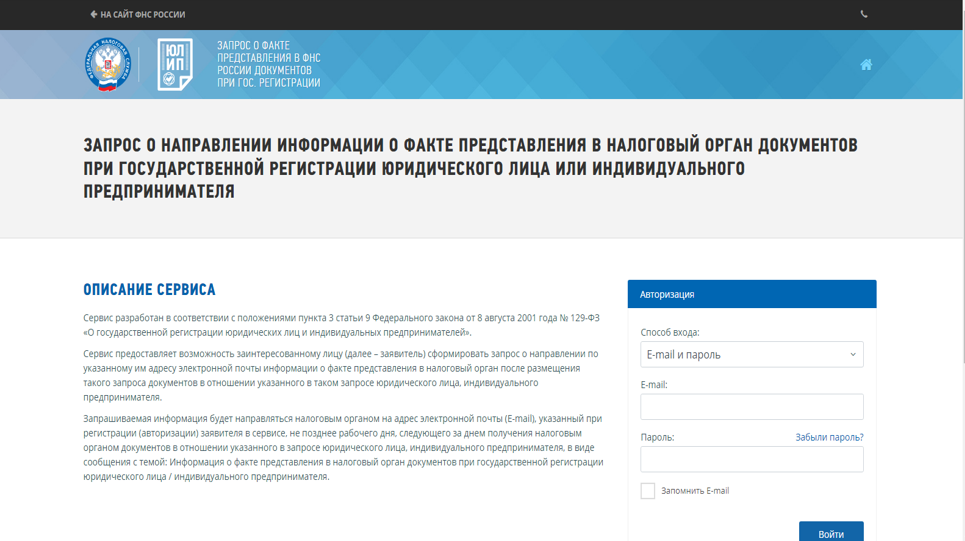 НА САЙТ ФНС РОССИИ
ФЕДЕРАЛЬНАЯ НАЛОГОВАЯ СЛУЖБА
ЮЛ
ИП
ЗАПРОС О ФАКТЕ
ПРЕДСТАВЛЕНИЯ В ФНС
РОССИИ ДОКУМЕНТОВ
ПРИ ГОС. РЕГИСТРАЦИИ
ЗАПРОС О НАПРАВЛЕНИИ ИНФОРМАЦИИ О ФАКТЕ ПРЕДСТАВЛЕНИЯ В НАЛОГОВЫЙ ОРГАН ДОКУМЕНТОВ
ПРИ ГОСУДАРСТВЕННОЙ РЕГИСТРАЦИИ ЮРИДИЧЕСКОГО ЛИЦА ИЛИ ИНДИВИДУАЛЬНОГО
ПРЕДПРИНИМАТЕЛЯ
ОПИСАНИЕ СЕРВИСА
Сервис разработан в соответствии с положениями пункта 3 статьи 9 Федерального закона от 8 августа 2001 года № 129-ФЗ
«О государственной регистрации юридических лиц и индивидуальных предпринимателей».
Сервис предоставляет возможность заинтересованному лицу (далее – заявитель) сформировать запрос о направлении по
указанному им адресу электронной почты информации о факте представления в налоговый орган после размещения
такого запроса документов в отношении указанного в таком запросе юридического лица, индивидуального
предпринимателя.
Запрашиваемая информация будет направляться налоговым органом на адрес электронной почты (E-mail), указанный при
регистрации (авторизации) заявителя в сервисе, не позднее рабочего дня, следующего за днем получения налоговым
органом документов в отношении указанного в запросе юридического лица, индивидуального предпринимателя, в виде
сообщения с темой: Информация о факте представления в налоговый орган документов при государственной регистрации
юридического лица / индивидуального предпринимателя.
Авторизация
Способ входа:
E-mail и пароль
E-mail:
Пароль:
Забыли пароль?
Запомнить E-mail
Войти